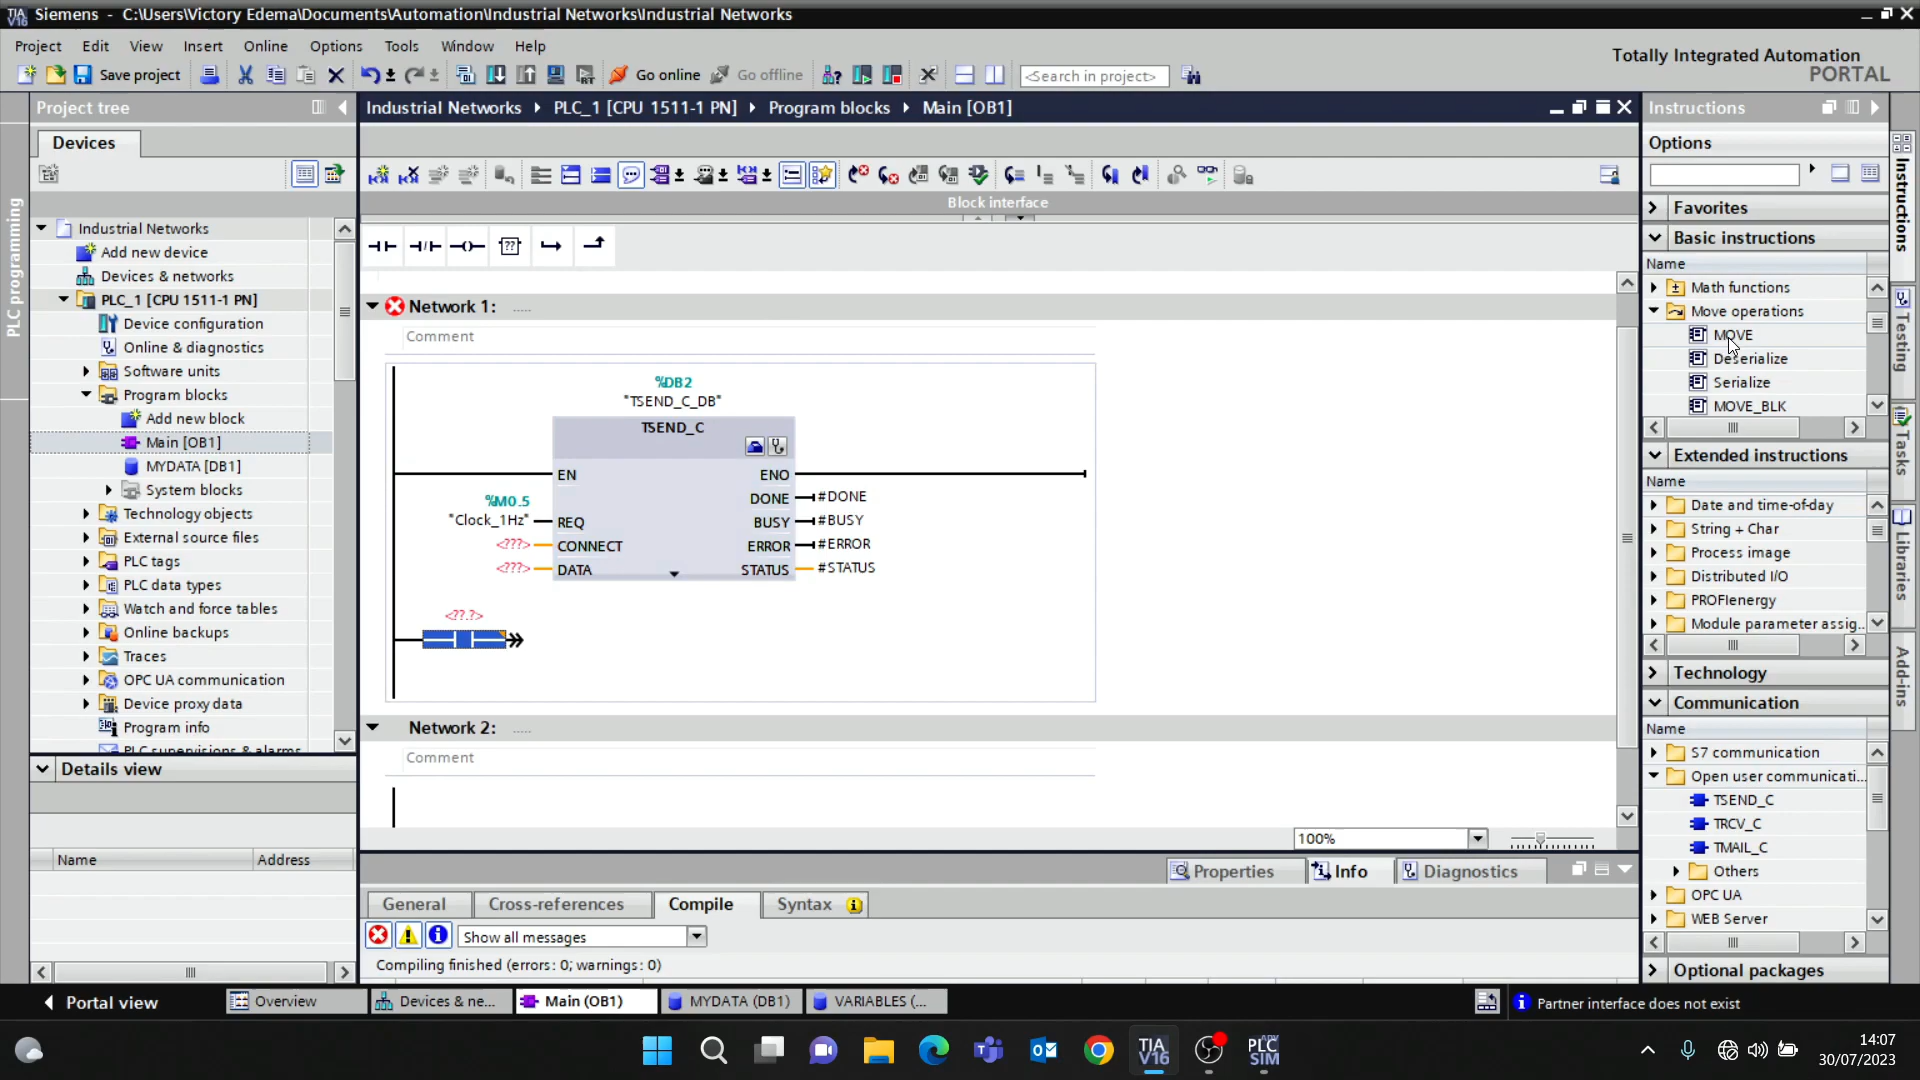 Siemens - C:\Users\Victory Edema\Documents\Automation\Industrial Networks\Industrial Networks
Project Edit View Insert Online Options Tools Window Help
Totally Integrated Automation
PORTAL
Save project
Go online
Go offline
<Search in project>
Project tree
Industrial Networks PLC_1 [CPU 1511-1 PN] Program blocks Main [OB1]
Instructions
Devices
Options
PLC programming
Block interface
Industrial Networks
Add new device
Devices & networks
PLC_1 [CPU 1511-1 PN]
Device configuration
Online & diagnostics
Software units
Program blocks
Add new block
Main [OB1]
MYDATA [DB1]
System blocks
Technology objects
External source files
PLC tags
PLC data types
Watch and force tables
Online backups
Traces
OPC UA communication
Device proxy data
Program info
PLC supervisions & alarms
Details view
Name Address
??
Network 1: .....
Comment
%DB2
"TSEND_C_DB"
TSEND_C
EN ENO
%M0.5
"Clock_1Hz" REQ
<???> CONNECT
<???> DATA
DONE #DONE
BUSY #BUSY
ERROR #ERROR
STATUS #STATUS
<??.?>
Network 2: .....
Comment
100%
Properties Info Diagnostics
General Cross-references Compile Syntax
Show all messages
Compiling finished (errors: 0; warnings: 0)
Favorites
Basic instructions
Name
Math functions
Move operations
MOVE
Deserialize
Serialize
MOVE_BLK
Extended instructions
Name
Date and time-of-day
String + Char
Process image
Distributed I/O
PROFIenergy
Module parameter assig..
Technology
Communication
Name
S7 communication
Open user communicati...
TSEND_C
TRCV_C
TMAIL_C
Others
OPC UA
WEB Server
Optional packages
Instructions
Testing
Tasks
Libraries
Add-ins
Portal view
Overview
Devices & ne...
Main (OB1)
MYDATA (DB1)
VARIABLES (...
Partner interface does not exist
TIA
V16
PLC
SIM
14:07
30/07/2023